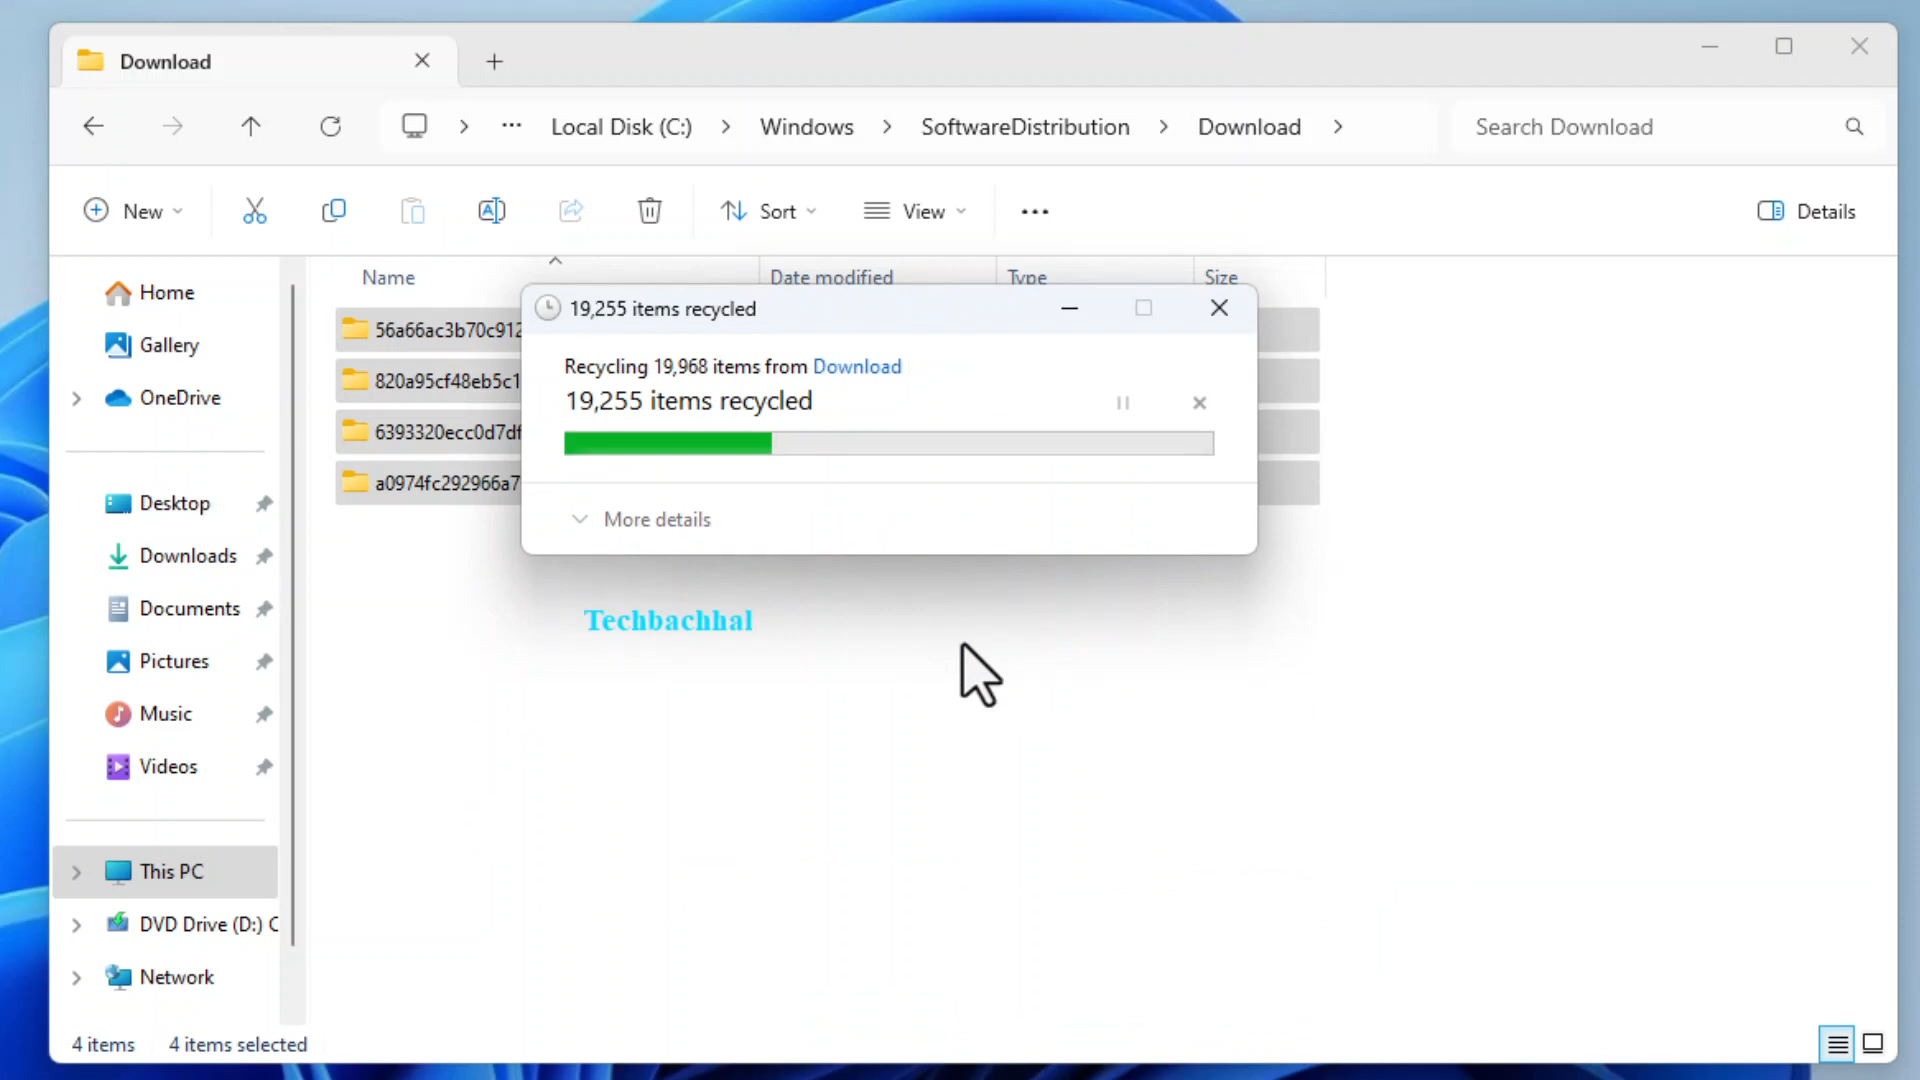 Download
Local Disk (C:) Windows SoftwareDistribution Download
Search Download
New
Sort
View
Details
Name Date modified Type Size
Home
Gallery
OneDrive
Desktop
Downloads
Documents
Pictures
Music
Videos
This PC
DVD Drive (D:) C
Network
56a66ac3b70c912
820a95cf48eb5c1
6393320ecc0d7df
a0974fc292966a7
19,255 items recycled
Recycling 19,968 items from Download
19,255 items recycled
More details
Techbachhal
4 items 4 items selected